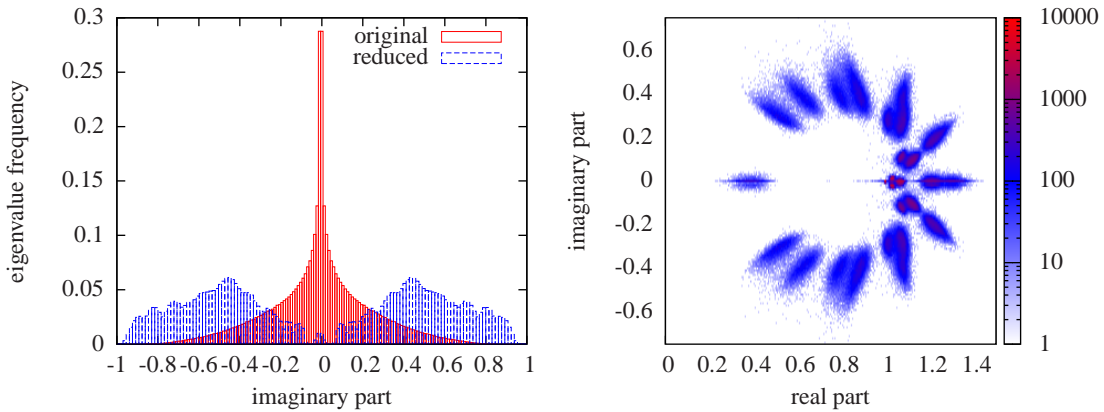 0.3
0.25
0.2
0.15
0.1
0.05
0
eigenvalue frequency
original
reduced
-1 -0.8 -0.6 -0.4 -0.2 0 0.2 0.4 0.6 0.8 1
imaginary part
0.6
0.4
0.2
0
-0.2
-0.4
-0.6
imaginary part
0 0.2 0.4 0.6 0.8 1 1.2 1.4
real part
10000
1000
100
10
1